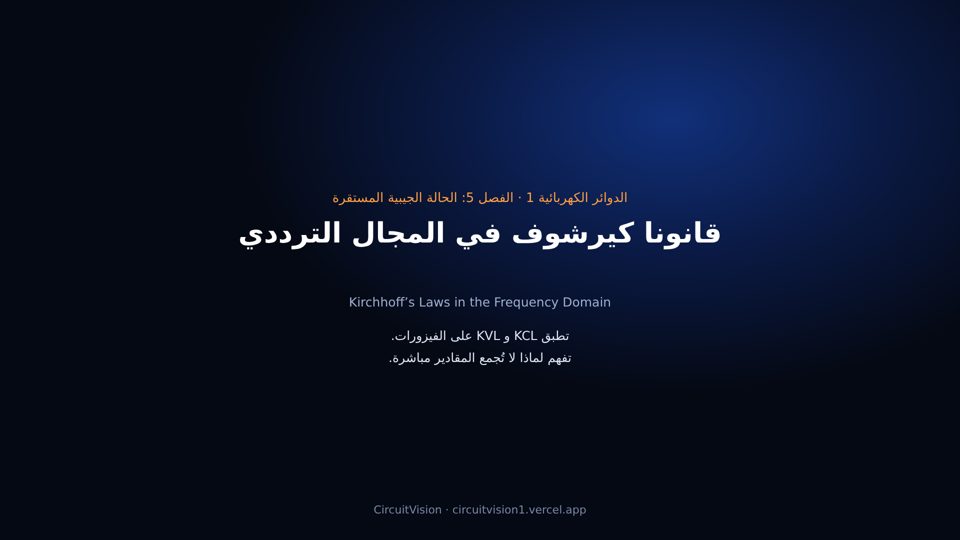 الدوائر الكهربائية 1 · الفصل 5: الحالة الجيبية المستقرة
قانونا كيرشوف في المجال الترددي
Kirchhoff’s Laws in the Frequency Domain
تطبق KCL و KVL على الفيزورات.
تفهم لماذا لا تُجمع المقادير مباشرة.
CircuitVision · circuitvision1.vercel.app